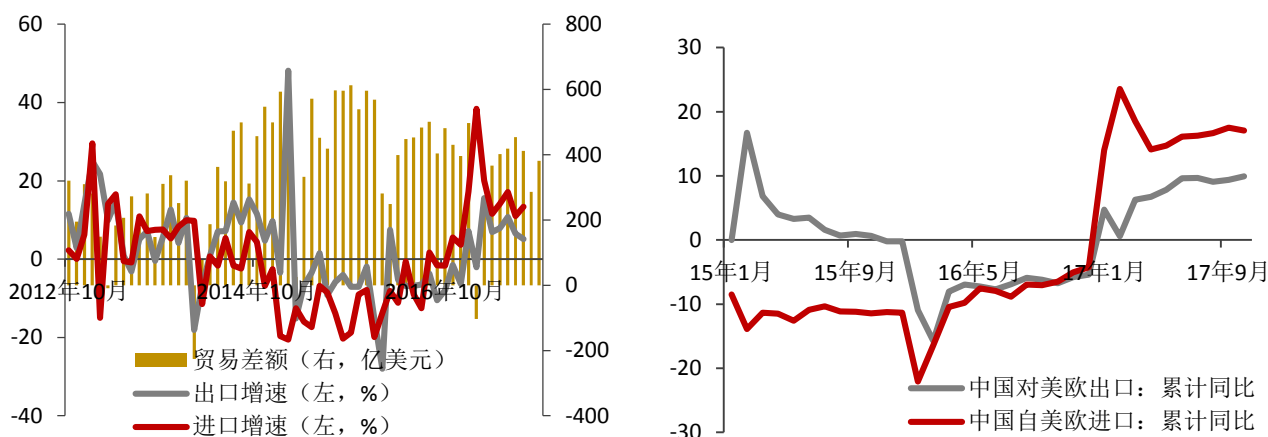 60
40
20
0
-20
-40
800
600
400
200
0
-200
-400
2012年10月
2014年10月
2016年10月
贸易差额（右，亿美元）
出口增速（左，%）
进口增速（左，%）
30
20
10
0
-10
-20
-30
15年1月
15年9月
16年5月
17年1月
17年9月
中国对美欧出口：累计同比
中国自美欧进口：累计同比